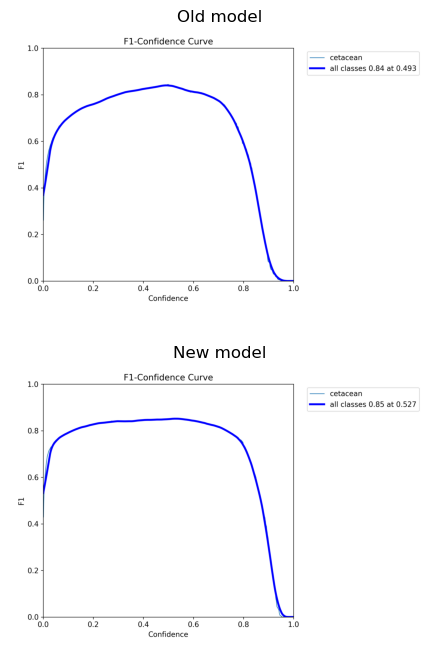 Old model
F1-Confidence Curve
1.0
0.8
0.6
0.4
0.2
0.0
F1
0.0 0.2 0.4 0.6 0.8 1.0
Confidence
cetacean
all classes 0.84 at 0.493
New model
F1-Confidence Curve
1.0
0.8
0.6
0.4
0.2
0.0
F1
0.0 0.2 0.4 0.6 0.8 1.0
Confidence
cetacean
all classes 0.85 at 0.527